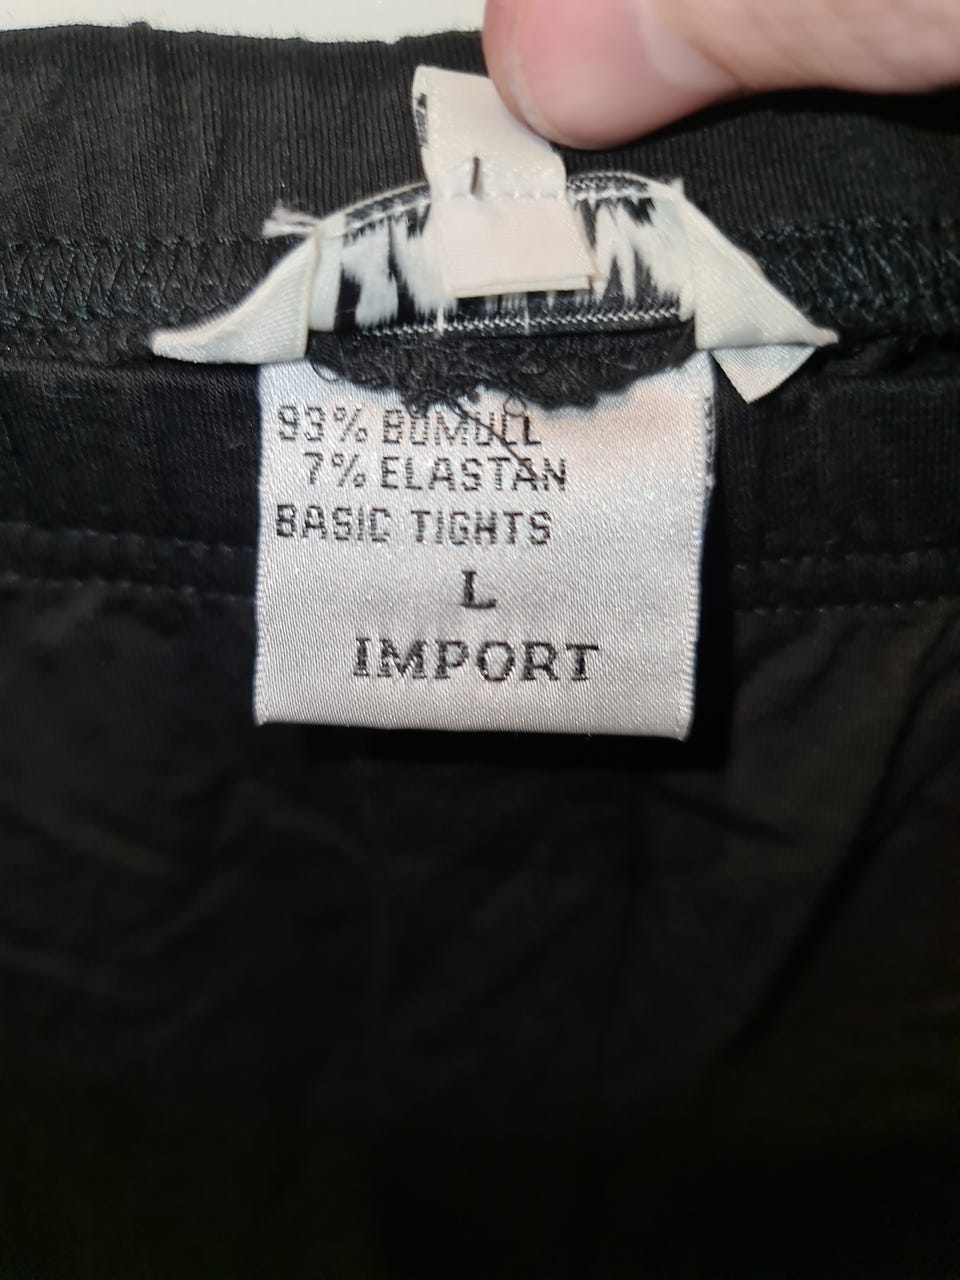 93% BOMULL
7% ELASTAN
BASIC TIGHTS
L
IMPORT